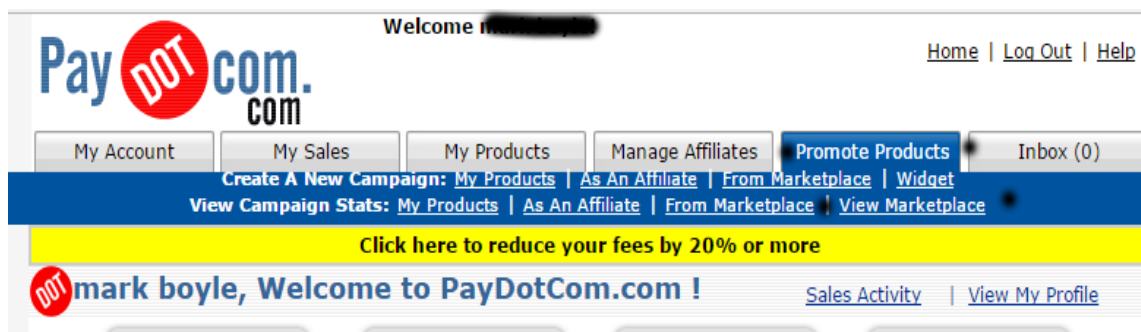 Welcome
Home | Log Out | Help
Pay DOT com.
com
My Account My Sales My Products Manage Affiliates Promote Products Inbox (0)
Create A New Campaign: My Products | As An Affiliate | From Marketplace | Widget
View Campaign Stats: My Products | As An Affiliate | From Marketplace | View Marketplace
Click here to reduce your fees by 20% or more
DOT mark boyle, Welcome to PayDotCom.com ! Sales Activity | View My Profile